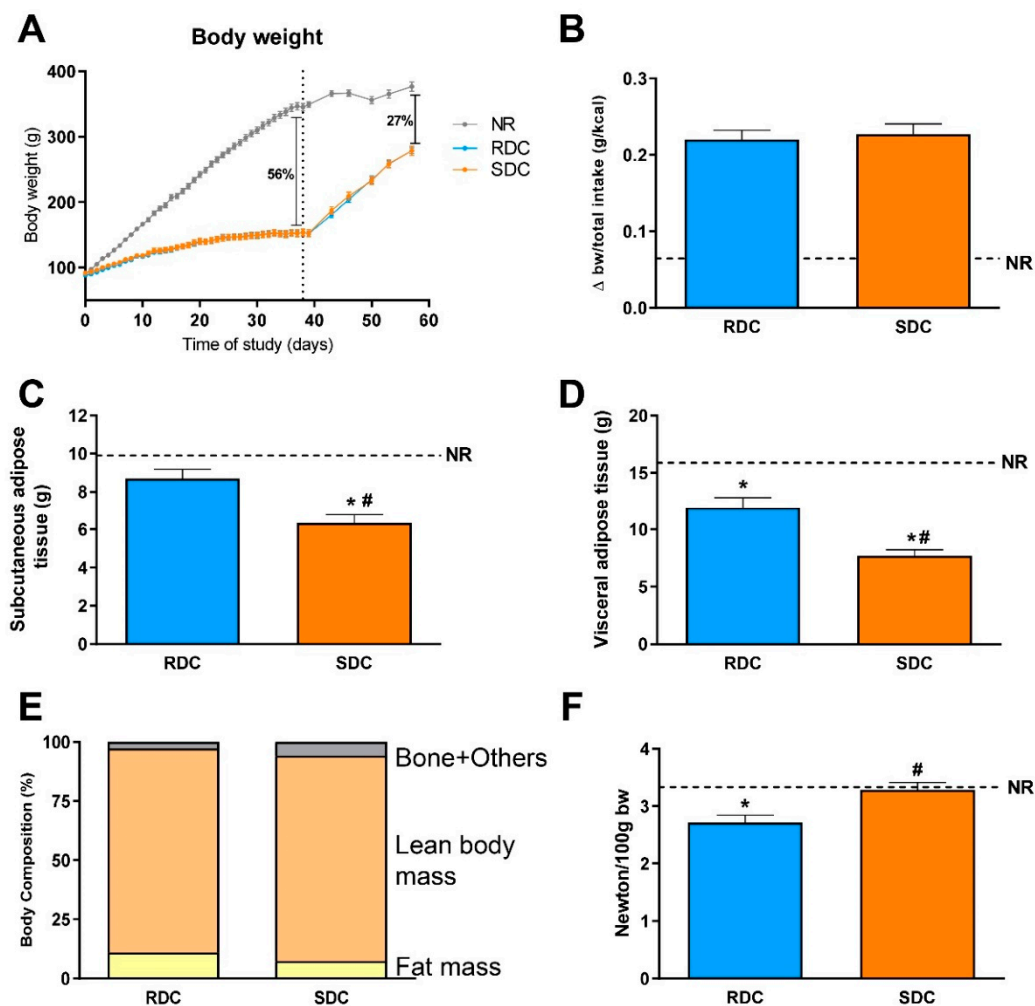 A
Body weight
Body weight (g)
400
300
200
100
0
10
20
30
40
50
60
Time of study (days)
56%
27%
NR
RDC
SDC
B
Δ bw/total intake (g/kcal)
0.3
0.2
0.1
0.0
NR
RDC
SDC
C
Subcutaneous adipose
tissue (g)
12
10
8
6
4
2
0
NR
* #
RDC
SDC
D
Visceral adipose tissue (g)
20
15
10
5
0
NR
*
*#
RDC
SDC
E
Body Composition (%)
100
75
50
25
0
Bone+Others
Lean body
mass
Fat mass
RDC
SDC
F
Newton/100g bw
4
3
2
1
0
NR
*
#
RDC
SDC